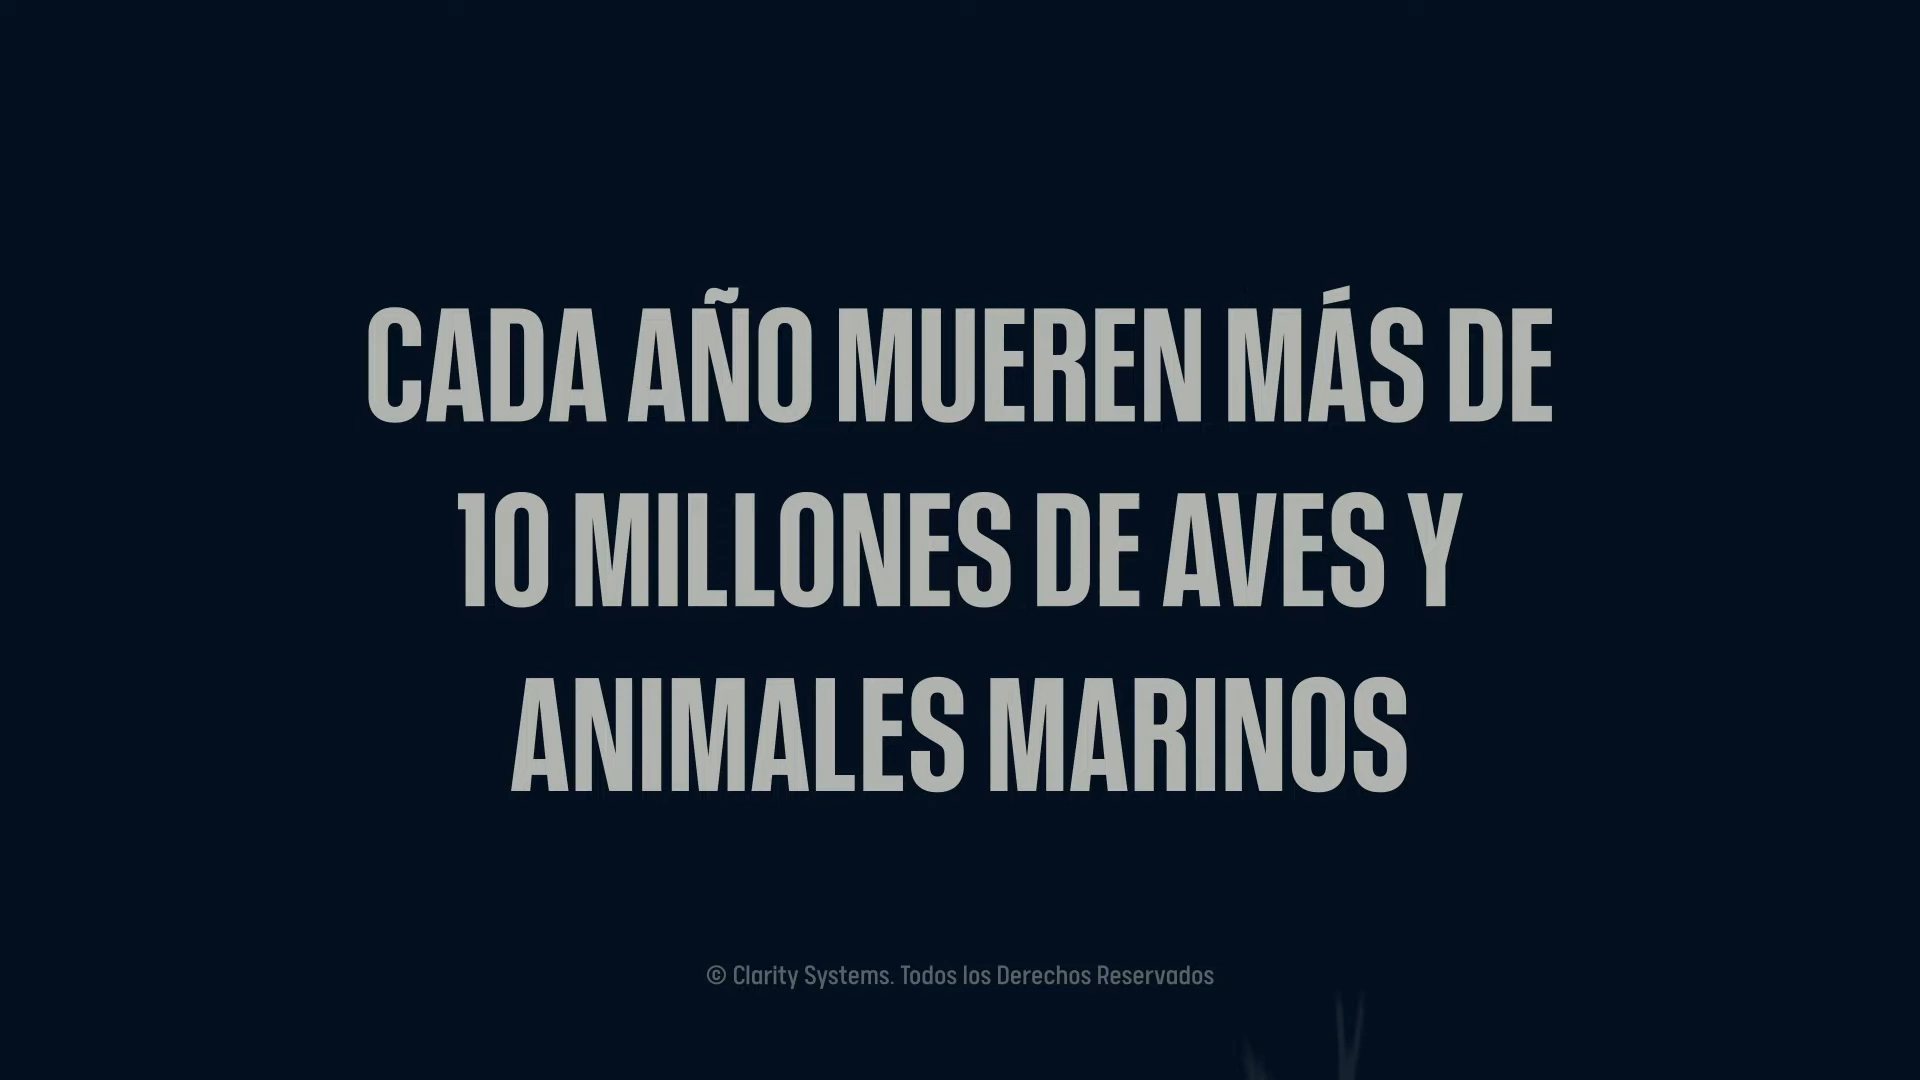 CADA AÑO MUEREN MÁS DE
10 MILLONES DE AVES Y
ANIMALES MARINOS
© Clarity Systems. Todos los Derechos Reservados